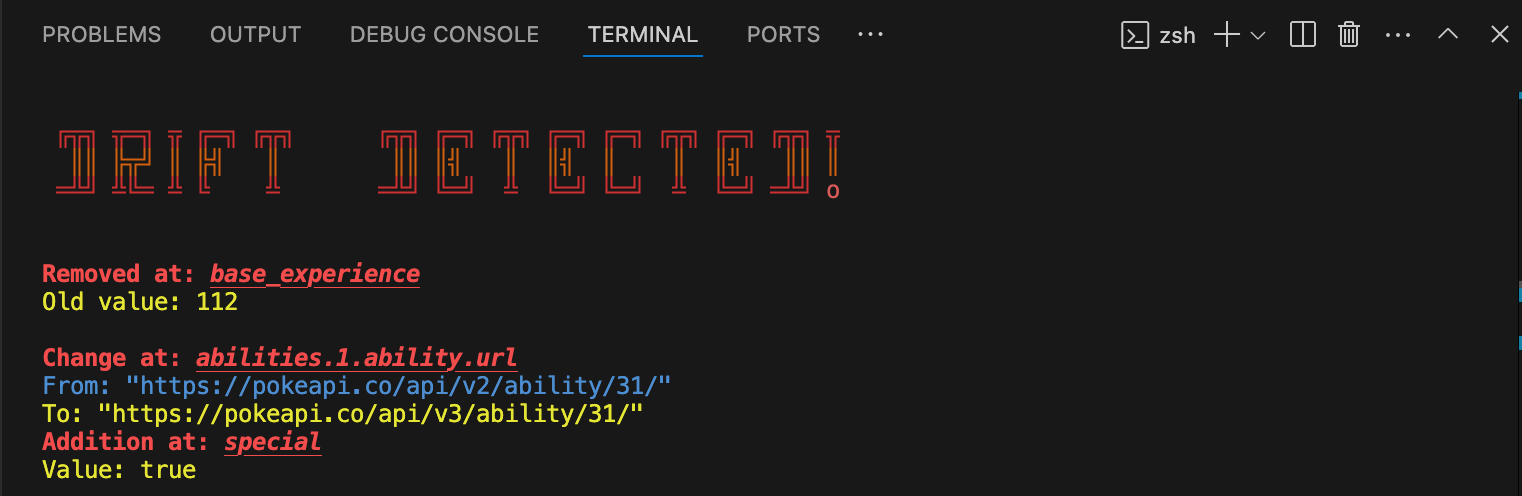 PROBLEMS OUTPUT DEBUG CONSOLE TERMINAL PORTS ··· zsh
DRIFT DETECTED!
Removed at: base_experience
Old value: 112
Change at: abilities.1.ability.url
From: "https://pokeapi.co/api/v2/ability/31/"
To: "https://pokeapi.co/api/v3/ability/31/"
Addition at: special
Value: true